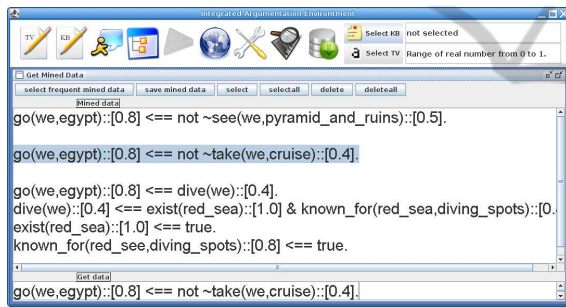 Integrated Argumentation Environment
TV KB Select KB not selected
a Select TV Range of real number from 0 to 1.
Get Mined Data
select frequent mined data save mined data select selectall delete deleteall
Mined data
go(we,egypt)::[0.8] <== not ~see(we,pyramid_and_ruins)::[0.5].
go(we,egypt)::[0.8] <== not ~take(we,cruise)::[0.4].
go(we,egypt)::[0.8] <== dive(we)::[0.4].
dive(we)::[0.4] <== exist(red_sea)::[1.0] & known_for(red_sea,diving_spots)::[0.
exist(red_sea)::[1.0] <== true.
known_for(red_see,diving_spots)::[0.8] <== true.
Get data
go(we,egypt)::[0.8] <== not ~take(we,cruise)::[0.4].